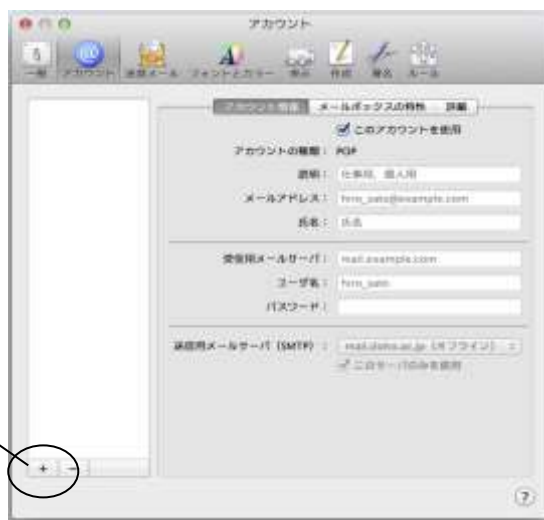 アカウント
一般 アカウント 迷惑メール フォントとカラー 表示 作成 署名 ルール
アカウント情報 メールボックスの特性 詳細
このアカウントを使用
アカウントの種類： POP
説明： 仕事用、個人用
メールアドレス： hiro_sato@example.com
氏名： 氏名
受信用メールサーバ： mail.example.com
ユーザ名： hiro_sato
パスワード：
送信用メールサーバ (SMTP) ： (オフライン)
このサーバのみを使用
+ −
?